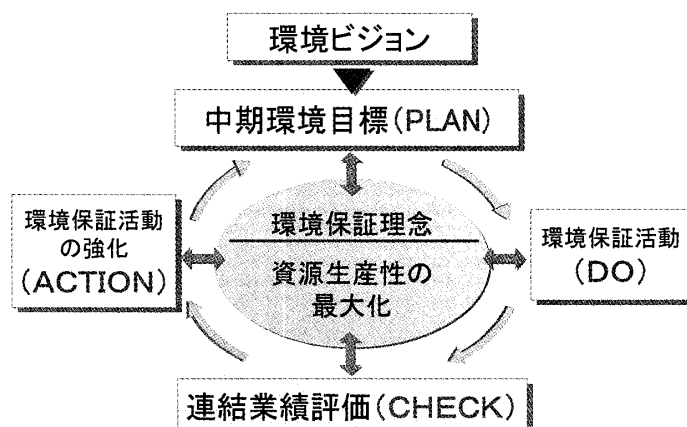 環境ビジョン
中期環境目標(PLAN)
環境保証活動
の強化
(ACTION)
環境保証理念
資源生産性の
最大化
環境保証活動
(DO)
連結業績評価(CHECK)